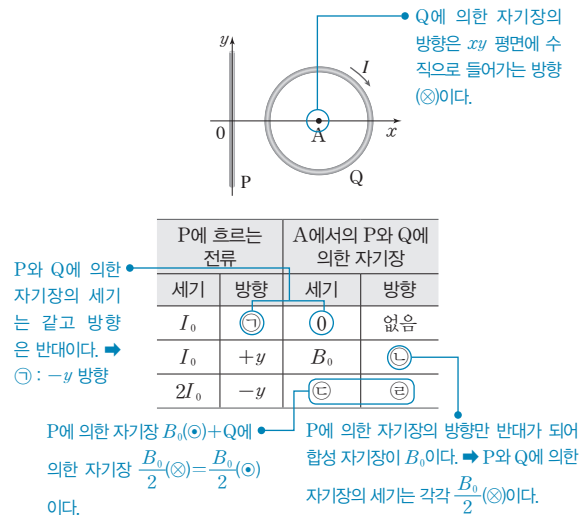 Q에 의한 자기장의
방향은 xy 평면에 수
직으로 들어가는 방향
(⊗)이다.
y
I
0
A
x
P
Q
P에 흐르는 전류
A에서의 P와 Q에 의한 자기장
세기 방향 세기 방향
I₀ ㉠ 0 없음
I₀ +y B₀ ㉡
2I₀ -y ㉢ ㉣
P와 Q에 의한
자기장의 세기
는 같고 방향
은 반대이다. ➡
㉠ : -y 방향
P에 의한 자기장 B₀(⊙)+Q에
의한 자기장 B₀/2(⊗)=B₀/2(⊙)
이다.
P에 의한 자기장의 방향만 반대가 되어
합성 자기장이 B₀이다. ➡ P와 Q에 의한
자기장의 세기는 각각 B₀/2(⊗)이다.